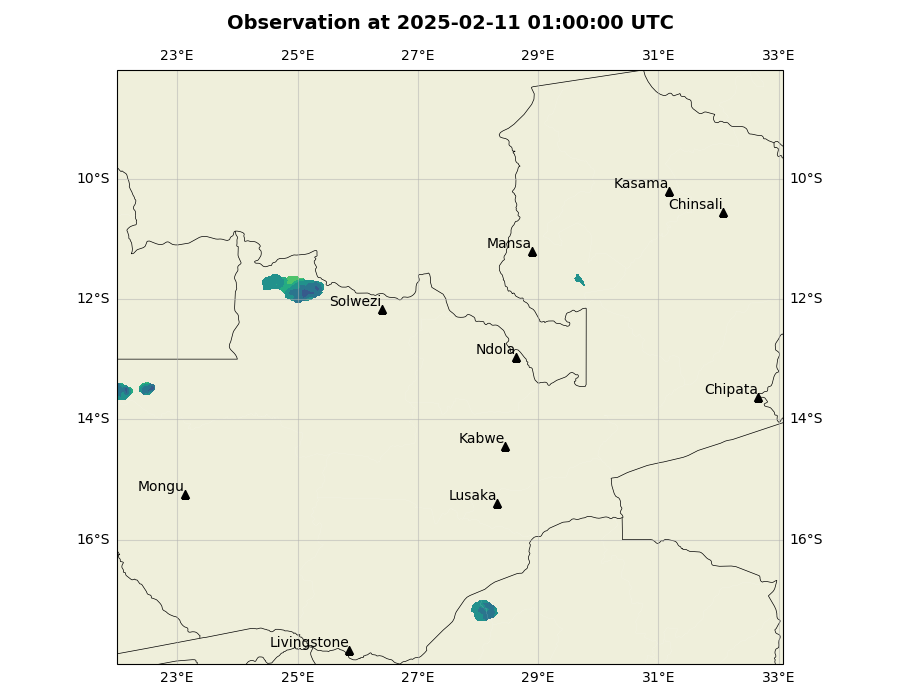 Observation at 2025-02-11 01:00:00 UTC
23°E 25°E 27°E 29°E 31°E 33°E
10°S 10°S
Kasama
Chinsali
Mansa
12°S 12°S
Solwezi
Ndola
Chipata
14°S 14°S
Kabwe
Mongu
Lusaka
16°S 16°S
Livingstone
23°E 25°E 27°E 29°E 31°E 33°E